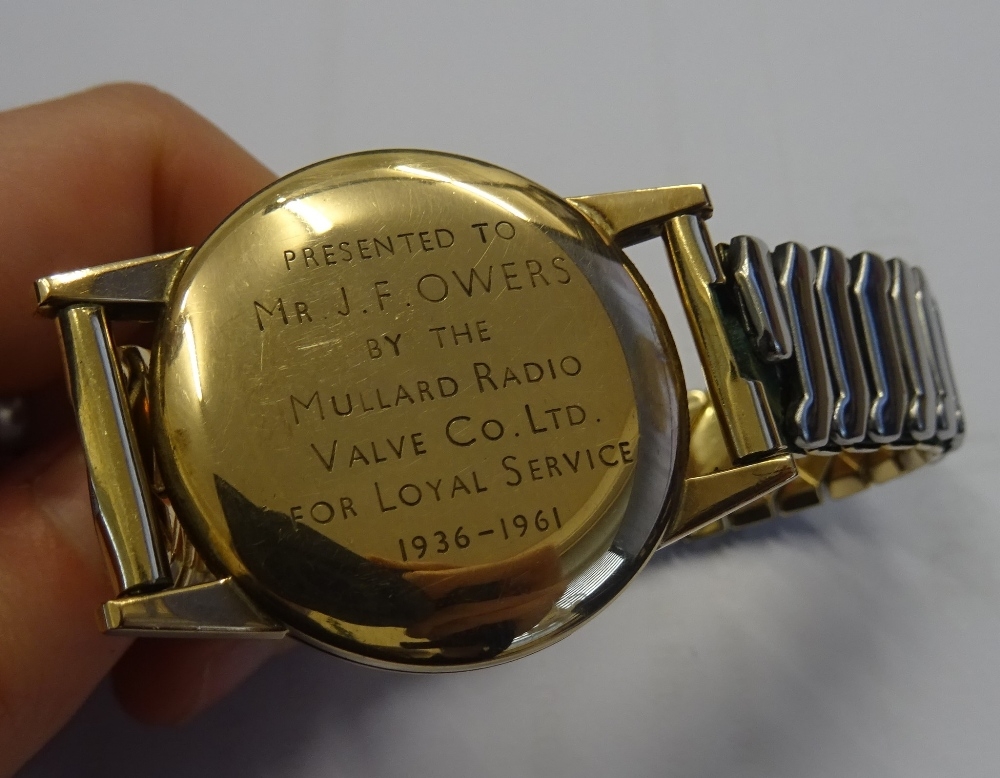 PRESENTED TO
MR. J. F. OWERS
BY THE
MULLARD RADIO
VALVE CO. LTD.
FOR LOYAL SERVICE
1936-1961